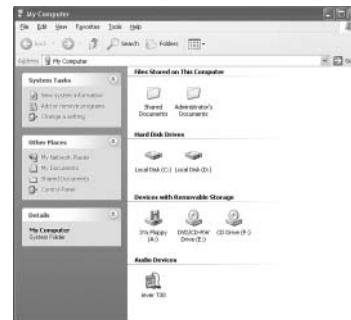 My Computer
File Edit View Favorites Tools Help
Back Search Folders
Address My Computer
System Tasks
View system information
Add or remove programs
Change a setting
Other Places
My Network Places
My Documents
Shared Documents
Control Panel
Details
My Computer
System Folder
Files Stored on This Computer
Shared Documents
Administrator's Documents
Hard Disk Drives
Local Disk (C:) Local Disk (D:)
Devices with Removable Storage
3½ Floppy (A:)
DVD/CD-RW Drive (E:)
CD Drive (F:)
Audio Devices